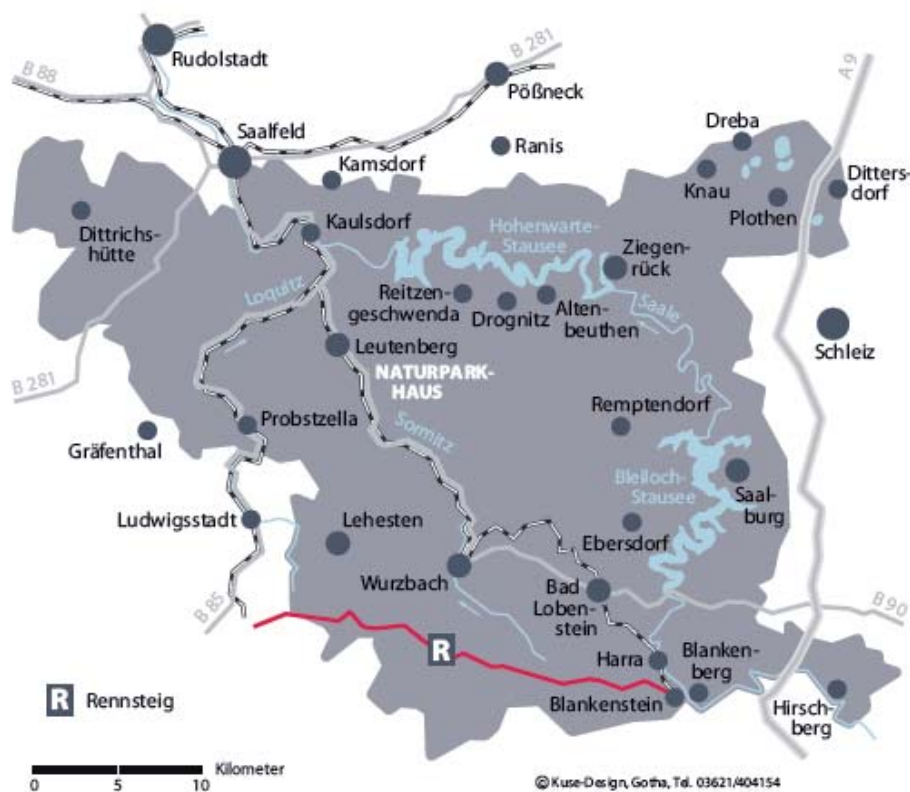 Rudolstadt
B 281
A 9
B 88
Pößneck
Saalfeld
Dreba
Ranis
Kamsdorf
Knau
Ditters-
dorf
Plothen
Kaulsdorf
Hohenwarte-
Stausee
Dittrichs-
hütte
Ziegen-
rück
Loquitz
Reitzen-
geschwenda
Drognitz
Alten-
beuthen
Saale
Leutenberg
Schleiz
NATURPARK-
HAUS
B 281
Probstzella
Sormitz
Remptendorf
Gräfenthal
Bleiloch-
Stausee
Saal-
burg
Ludwigsstadt
Lehesten
Ebersdorf
Wurzbach
Bad
Loben-
stein
B 85
B 90
R
Harra
Blanken-
berg
R Rennsteig
Blankenstein
Hirsch-
berg
0 5 10 Kilometer
© Kuse-Design, Gotha, Tel. 03621/404154